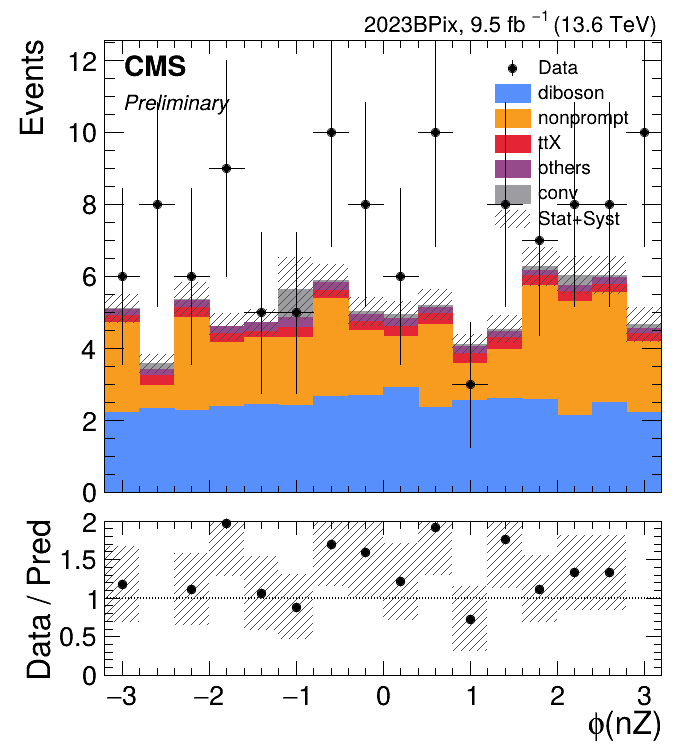 2023BPix, 9.5 fb⁻¹ (13.6 TeV)
Events
CMS
Preliminary
Data
diboson
nonprompt
ttX
others
conv
Stat+Syst
12
10
8
6
4
2
0
Data / Pred
2
1.5
1
0.5
0
−3 −2 −1 0 1 2 3
ϕ(nZ)